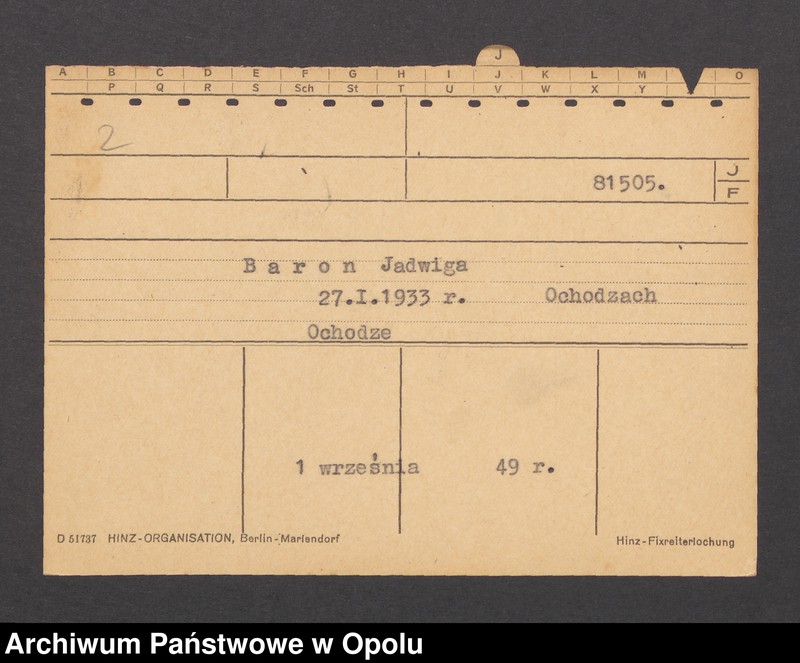 J
A B C D E F G H I J K L M O
P Q R S Sch St T U V W X Y
2
81505. J
F
Baron Jadwiga
27.I.1933 r. Ochodzach
Ochodze
1 września 49 r.
D 51737 HINZ-ORGANISATION, Berlin-Mariendorf Hinz-Fixreiterlochung
Archiwum Państwowe w Opolu